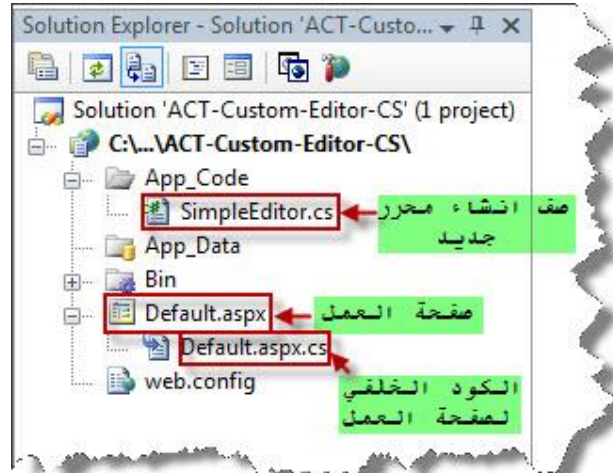 Solution Explorer - Solution 'ACT-Custo...
Solution 'ACT-Custom-Editor-CS' (1 project)
C:\...\ACT-Custom-Editor-CS\
App_Code
SimpleEditor.cs
صف انشاء محرر
جديد
App_Data
Bin
Default.aspx
صفحة العمل
Default.aspx.cs
web.config
الكود الخلفي
لصفحة العمل